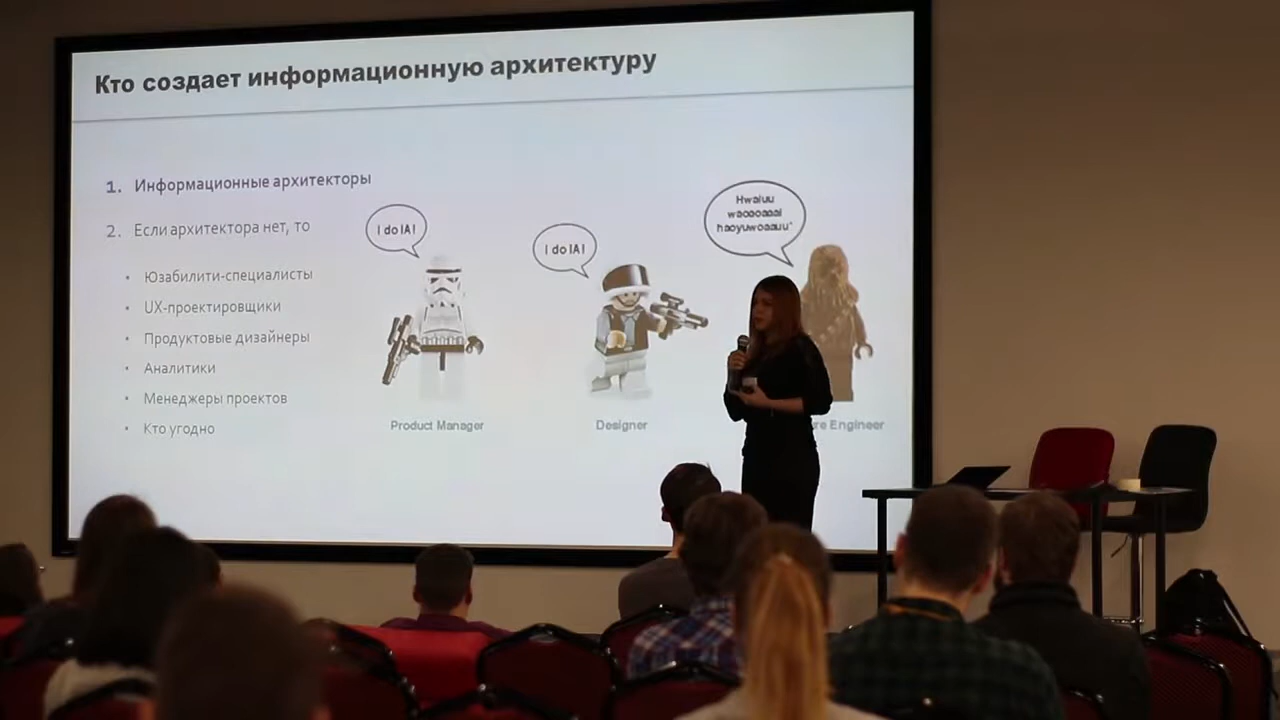 Кто создает информационную архитектуру
1. Информационные архитекторы
2. Если архитектора нет, то
• Юзабилити-специалисты
• UX-проектировщики
• Продуктовые дизайнеры
• Аналитики
• Менеджеры проектов
• Кто угодно
I do IA!
I do IA!
Hwaiuu
haoyuwoaauu"
Product Manager
Designer
re Engineer